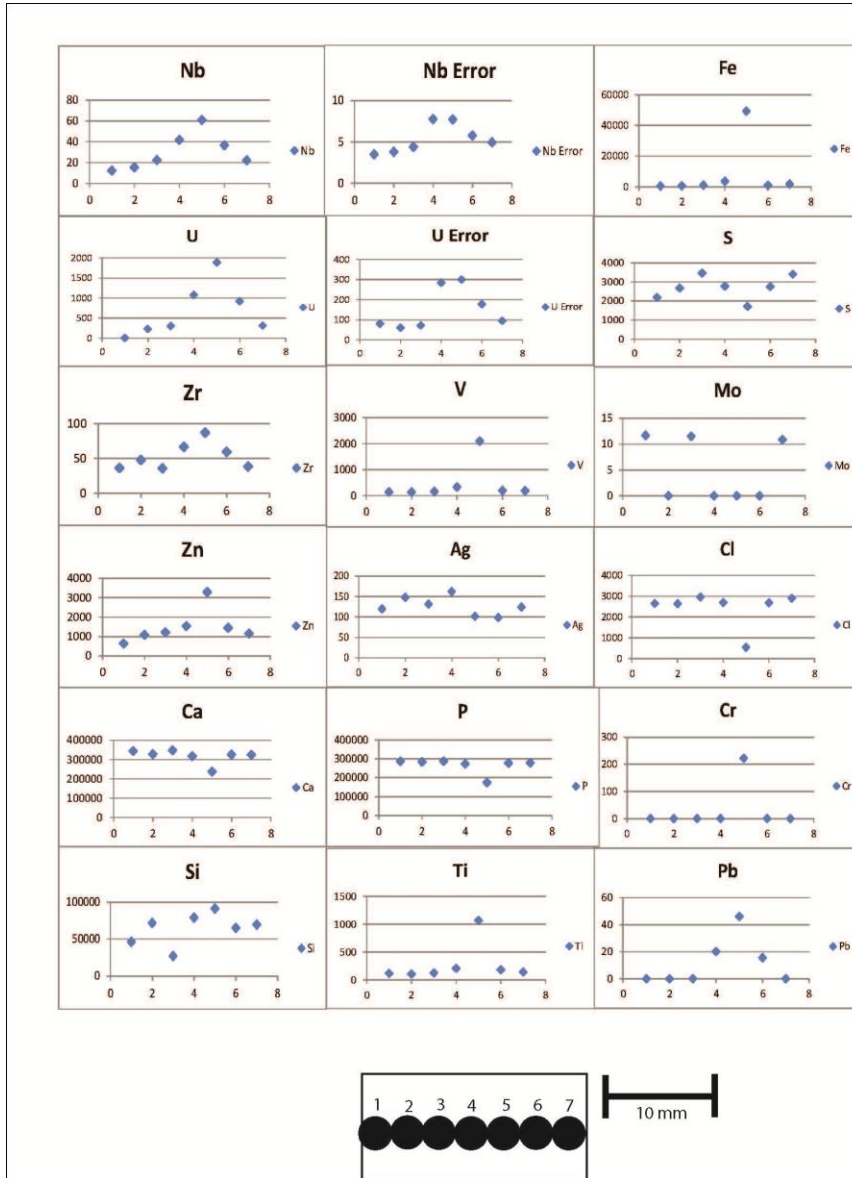 Nb
80
60
40
20
0
Nb
0 2 4 6 8
Nb Error
10
5
0
Nb Error
0 2 4 6 8
Fe
60000
40000
20000
0
Fe
0 2 4 6 8
U
2000
1500
1000
500
0
U
0 2 4 6 8
U Error
400
300
200
100
0
U Error
0 2 4 6 8
S
4000
3000
2000
1000
0
S
0 2 4 6 8
Zr
100
50
0
Zr
0 2 4 6 8
V
3000
2000
1000
0
V
0 2 4 6 8
Mo
15
10
5
0
Mo
0 2 4 6 8
Zn
4000
3000
2000
1000
0
Zn
0 2 4 6 8
Ag
200
150
100
50
0
Ag
0 2 4 6 8
Cl
4000
3000
2000
1000
0
Cl
0 2 4 6 8
Ca
400000
300000
200000
100000
0
Ca
0 2 4 6 8
P
400000
300000
200000
100000
0
P
0 2 4 6 8
Cr
300
200
100
0
Cr
0 2 4 6 8
Si
100000
50000
0
Si
0 2 4 6 8
Ti
1500
1000
500
0
Ti
0 2 4 6 8
Pb
60
40
20
0
Pb
0 2 4 6 8
1 2 3 4 5 6 7
10 mm